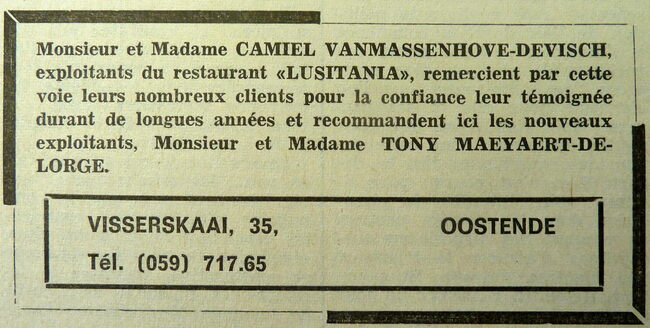 Monsieur et Madame CAMIEL VANMASSENHOVE-DEVISCH,
exploitants du restaurant «LUSITANIA», remercient par cette
voie leurs nombreux clients pour la confiance leur témoignée
durant de longues années et recommandent ici les nouveaux
exploitants, Monsieur et Madame TONY MAEYAERT-DE-
LORGE.
VISSERSKAAI, 35, OOSTENDE
Tél. (059) 717.65